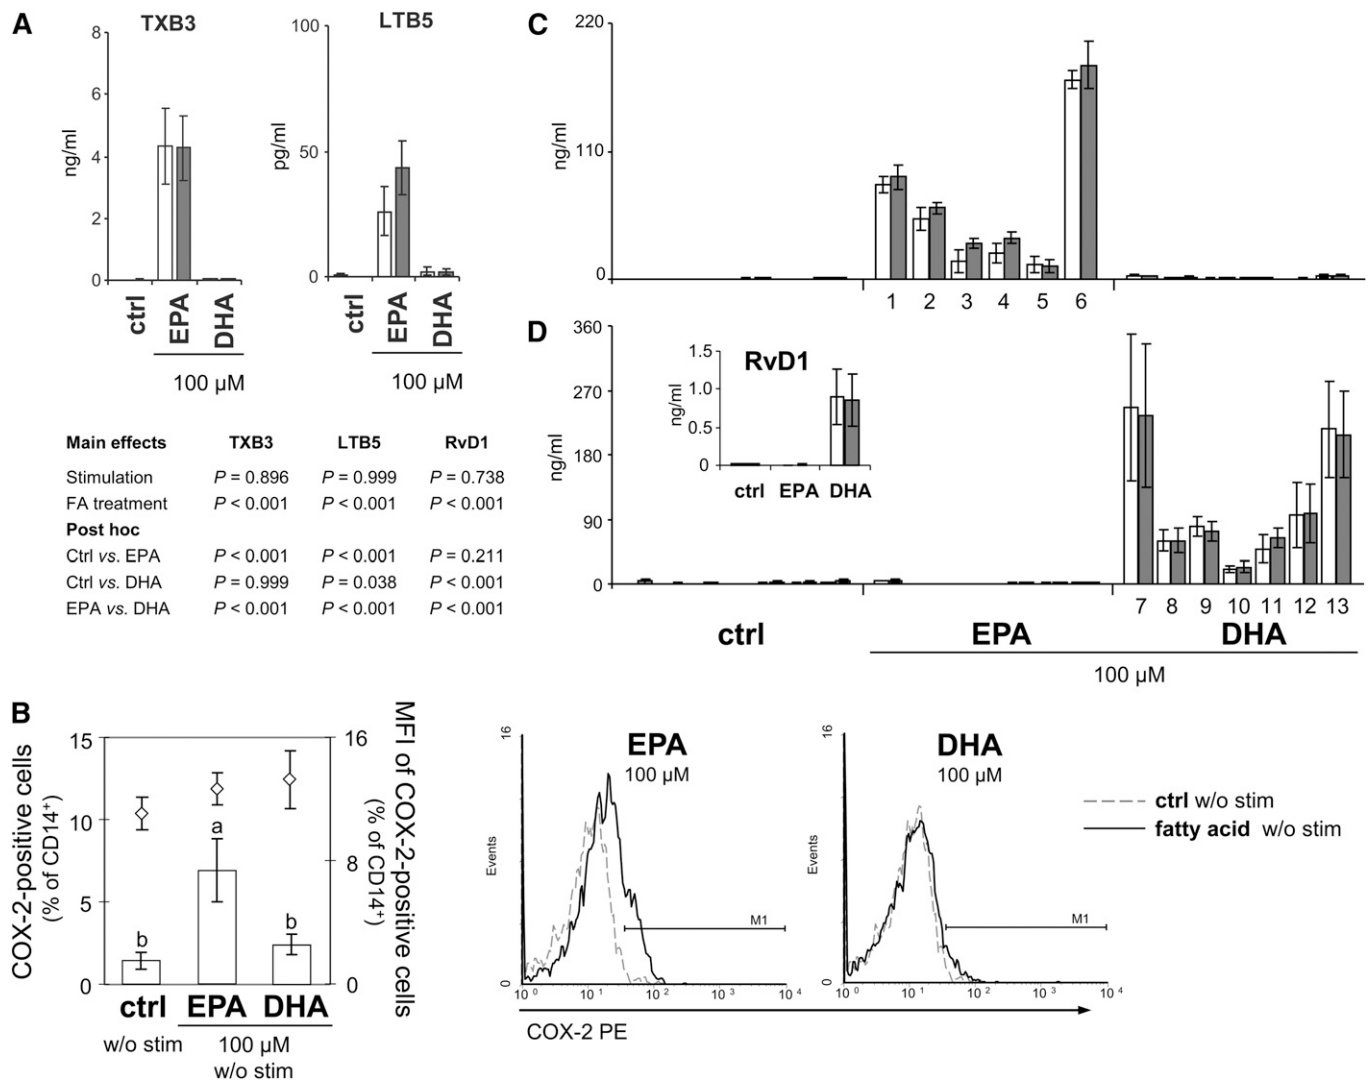 A
TXB3
8
6
4
2
0
ng/ml
ctrl
EPA
DHA
100 µM
LTB5
100
50
0
pg/ml
ctrl
EPA
DHA
100 µM
Main effects TXB3 LTB5 RvD1
Stimulation P = 0.896 P = 0.999 P = 0.738
FA treatment P < 0.001 P < 0.001 P < 0.001
Post hoc
Ctrl vs. EPA P < 0.001 P < 0.001 P = 0.211
Ctrl vs. DHA P = 0.999 P = 0.038 P < 0.001
EPA vs. DHA P < 0.001 P < 0.001 P < 0.001
C
220
110
0
ng/ml
1 2 3 4 5 6
D
360
270
180
90
0
ng/ml
RvD1
1.5
1.0
0.5
0
ng/ml
ctrl EPA DHA
7 8 9 10 11 12 13
ctrl EPA DHA
100 µM
B
COX-2-positive cells
(% of CD14+)
15
10
5
0
b a b
16
8
0
MFI of COX-2-positive cells
(% of CD14+)
ctrl EPA DHA
w/o stim 100 µM
w/o stim
EPA
100 µM
16
Events
0
M1
10 0 10 1 10 2 10 3 10 4
DHA
100 µM
16
Events
0
M1
10 0 10 1 10 2 10 3 10 4
COX-2 PE
ctrl w/o stim
fatty acid w/o stim